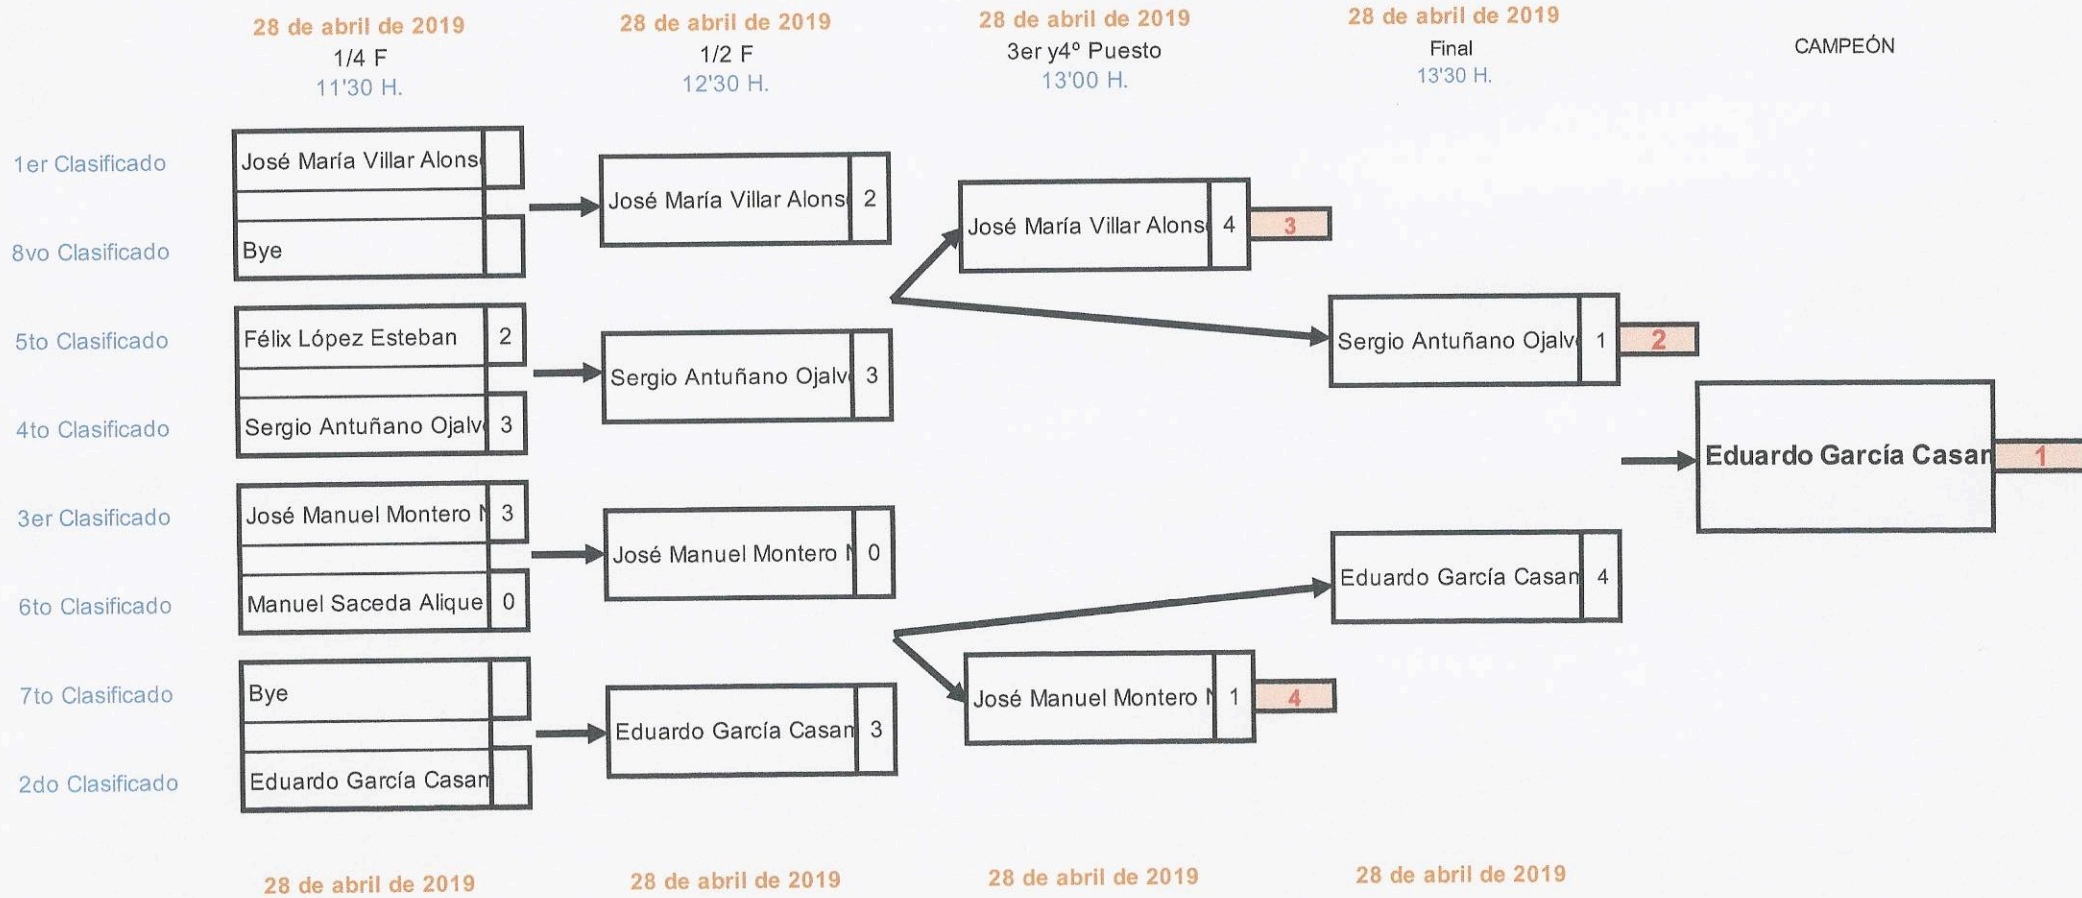 28 de abril de 2019
1/4 F
11'30 H.
28 de abril de 2019
1/2 F
12'30 H.
28 de abril de 2019
3er y4º Puesto
13'00 H.
28 de abril de 2019
Final
13'30 H.
CAMPEÓN
1er Clasificado
José María Villar Alons
8vo Clasificado
Bye
5to Clasificado
Félix López Esteban 2
4to Clasificado
Sergio Antuñano Ojalv 3
3er Clasificado
José Manuel Montero 3
6to Clasificado
Manuel Saceda Alique 0
7to Clasificado
Bye
2do Clasificado
Eduardo García Casan
José María Villar Alons 2
Sergio Antuñano Ojalv 3
José Manuel Montero 0
Eduardo García Casan 3
José María Villar Alons 4 3
José Manuel Montero 1 4
Sergio Antuñano Ojalv 1 2
Eduardo García Casan 4
Eduardo García Casan 1
28 de abril de 2019
28 de abril de 2019
28 de abril de 2019
28 de abril de 2019